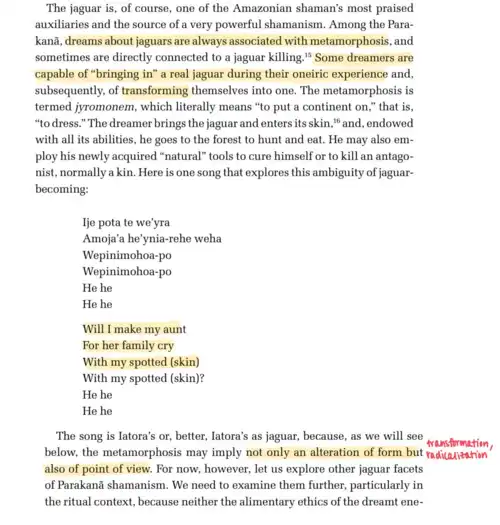 The jaguar is, of course, one of the Amazonian shaman's most praised
auxiliaries and the source of a very powerful shamanism. Among the Para-
kanã, dreams about jaguars are always associated with metamorphosis, and
sometimes are directly connected to a jaguar killing.15 Some dreamers are
capable of "bringing in" a real jaguar during their oneiric experience and,
subsequently, of transforming themselves into one. The metamorphosis is
termed jyromonem, which literally means "to put a continent on," that is,
"to dress." The dreamer brings the jaguar and enters its skin,16 and, endowed
with all its abilities, he goes to the forest to hunt and eat. He may also em-
ploy his newly acquired "natural" tools to cure himself or to kill an antago-
nist, normally a kin. Here is one song that explores this ambiguity of jaguar-
becoming:
Ije pota te we'yra
Amoja'a he'ynia-rehe weha
Wepinimohoa-po
Wepinimohoa-po
He he
He he
Will I make my aunt
For her family cry
With my spotted (skin)
With my spotted (skin)?
He he
He he
The song is Iatora's or, better, Iatora's as jaguar, because, as we will see
below, the metamorphosis may imply not only an alteration of form but
also of point of view. For now, however, let us explore other jaguar facets
of Parakanã shamanism. We need to examine them further, particularly in
the ritual context, because neither the alimentary ethics of the dreamt ene-
transformation,
radicalization